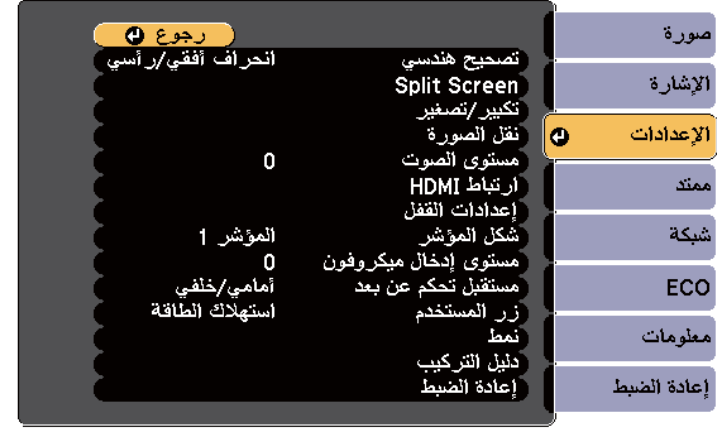 صورة
الإشارة
الإعدادات
ممتد
شبكة
ECO
معلومات
إعادة الضبط
رجوع
تصحيح هندسي انحراف أفقي/رأسي
Split Screen
تكبير/تصغير
نقل الصورة
مستوى الصوت 0
ارتباط HDMI
إعدادات القفل
شكل المؤشر المؤشر 1
مستوى إدخال ميكروفون 0
مستقبل تحكم عن بعد أمامي/خلفي
زر المستخدم استهلاك الطاقة
نمط
دليل التركيب
إعادة الضبط